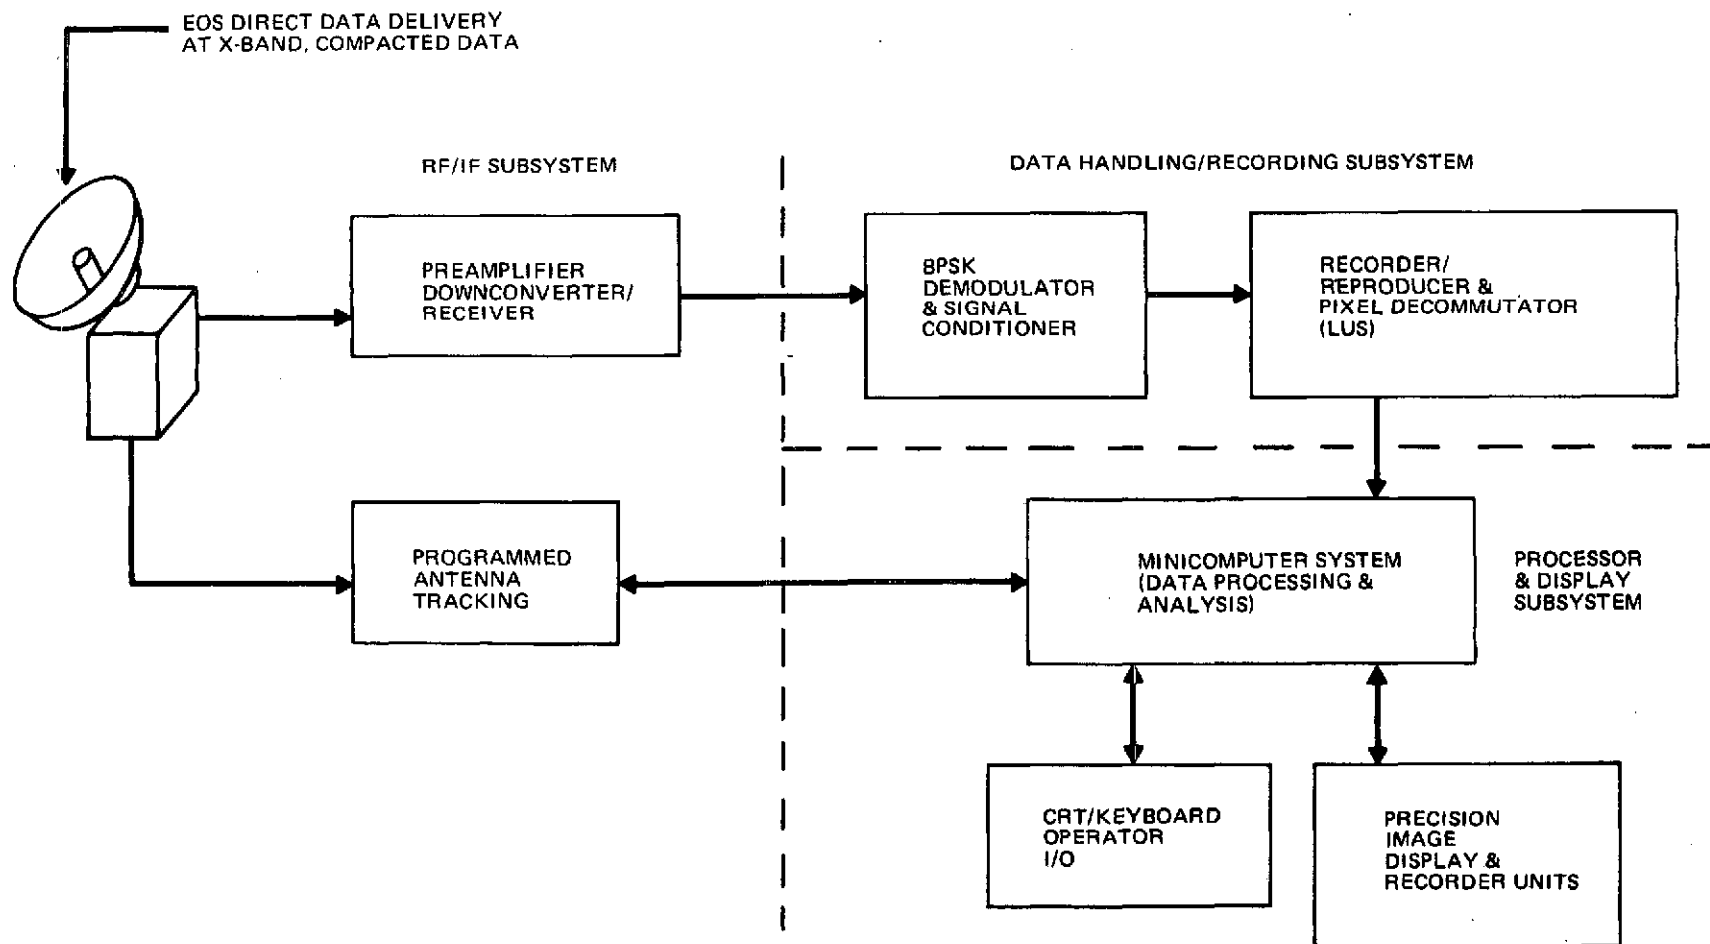 EOS DIRECT DATA DELIVERY
AT X-BAND, COMPACTED DATA
RF/IF SUBSYSTEM
DATA HANDLING/RECORDING SUBSYSTEM
PREAMPLIFIER
DOWNCONVERTER/
RECEIVER
BPSK
DEMODULATOR
& SIGNAL
CONDITIONER
RECORDER/
REPRODUCER &
PIXEL DECOMMUTATOR
(LUS)
PROGRAMMED
ANTENNA
TRACKING
MINICOMPUTER SYSTEM
(DATA PROCESSING &
ANALYSIS)
PROCESSOR
& DISPLAY
SUBSYSTEM
CRT/KEYBOARD
OPERATOR
I/O
PRECISION
IMAGE
DISPLAY &
RECORDER UNITS